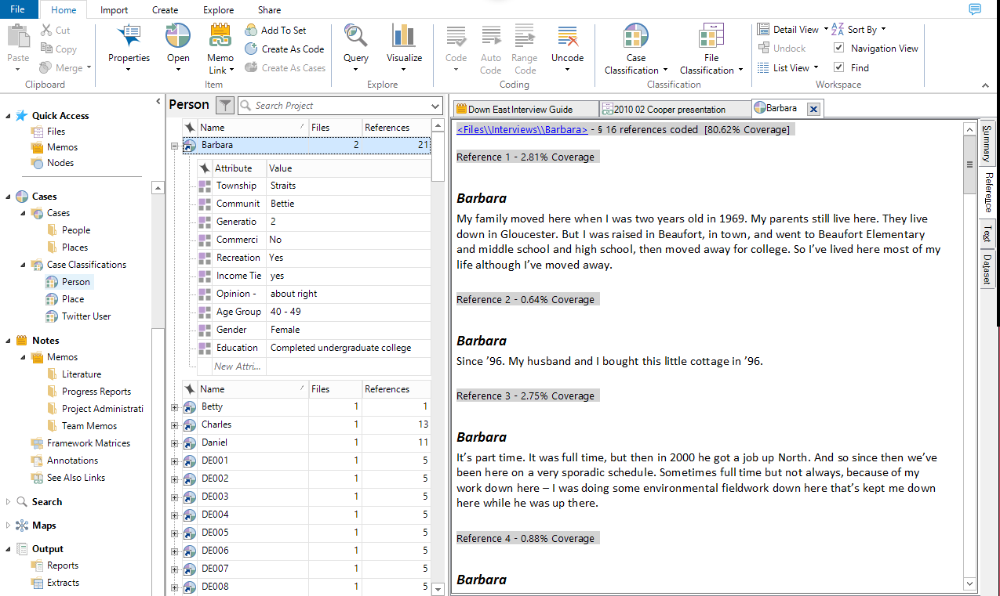 File Home Import Create Explore Share
Paste Cut Copy Merge Clipboard
Properties Open Memo Link Add To Set Create As Code Create As Cases Item
Query Visualize Explore
Code Auto Code Range Code Uncode Coding
Case Classification File Classification Classification
Detail View Sort By Undock Navigation View List View Find Workspace
Quick Access
Files
Memos
Nodes
Cases
Cases
People
Places
Case Classifications
Person
Place
Twitter User
Notes
Memos
Literature
Progress Reports
Project Administrati
Team Memos
Framework Matrices
Annotations
See Also Links
Search
Maps
Output
Reports
Extracts
Person Search Project
Name Files References
Barbara 2 21
Attribute Value
Township Straits
Communit Bettie
Generatio 2
Commerci No
Recreation Yes
Income Tie yes
Opinion - about right
Age Group 40 - 49
Gender Female
Education Completed undergraduate college
New Attri...
Name Files References
Betty 1 1
Charles 1 13
Daniel 1 11
DE001 1 5
DE002 1 5
DE003 1 5
DE004 1 5
DE005 1 5
DE006 1 5
DE007 1 5
DE008 1 5
Down East Interview Guide 2010 02 Cooper presentation Barbara
<Files\\Interviews\\Barbara> - § 16 references coded [80.62% Coverage]
Reference 1 - 2.81% Coverage
Barbara
My family moved here when I was two years old in 1969. My parents still live here. They live
down in Gloucester. But I was raised in Beaufort, in town, and went to Beaufort Elementary
and middle school and high school, then moved away for college. So I’ve lived here most of my
life although I’ve moved away.
Reference 2 - 0.64% Coverage
Barbara
Since ’96. My husband and I bought this little cottage in ’96.
Reference 3 - 2.75% Coverage
Barbara
It’s part time. It was full time, but then in 2000 he got a job up North. And so since then we’ve
been here on a very sporadic schedule. Sometimes full time but not always, because of my
work down here – I was doing some environmental fieldwork down here that’s kept me down
here while he was up there.
Reference 4 - 0.88% Coverage
Barbara
Summary
Reference
Text
Dataset